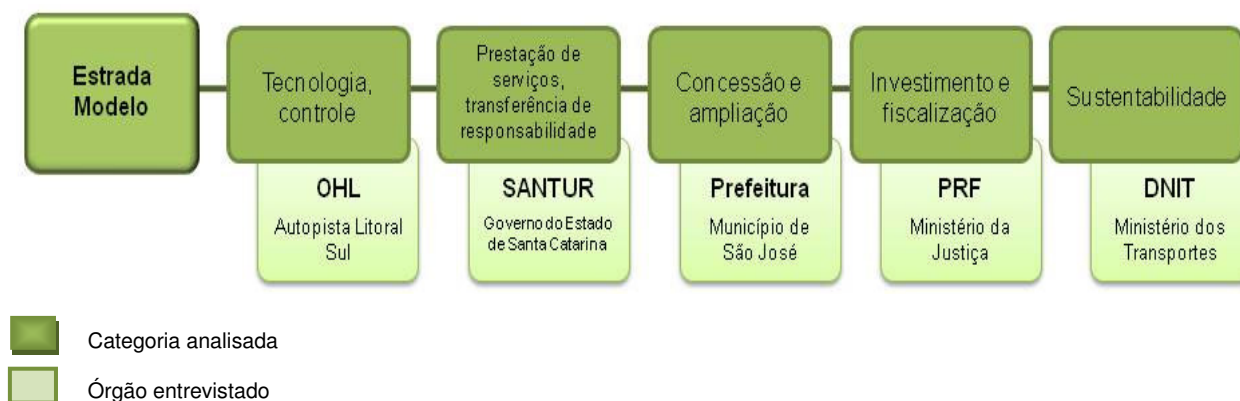 Estrada
Modelo
Tecnologia,
controle
OHL
Autopista Litoral
Sul
Prestação de
serviços,
transferência de
responsabilidade
SANTUR
Governo do Estado
de Santa Catarina
Concessão e
ampliação
Prefeitura
Município de
São José
Investimento e
fiscalização
PRF
Ministério da
Justiça
Sustentabilidade
DNIT
Ministério dos
Transportes
Categoria analisada
Órgão entrevistado